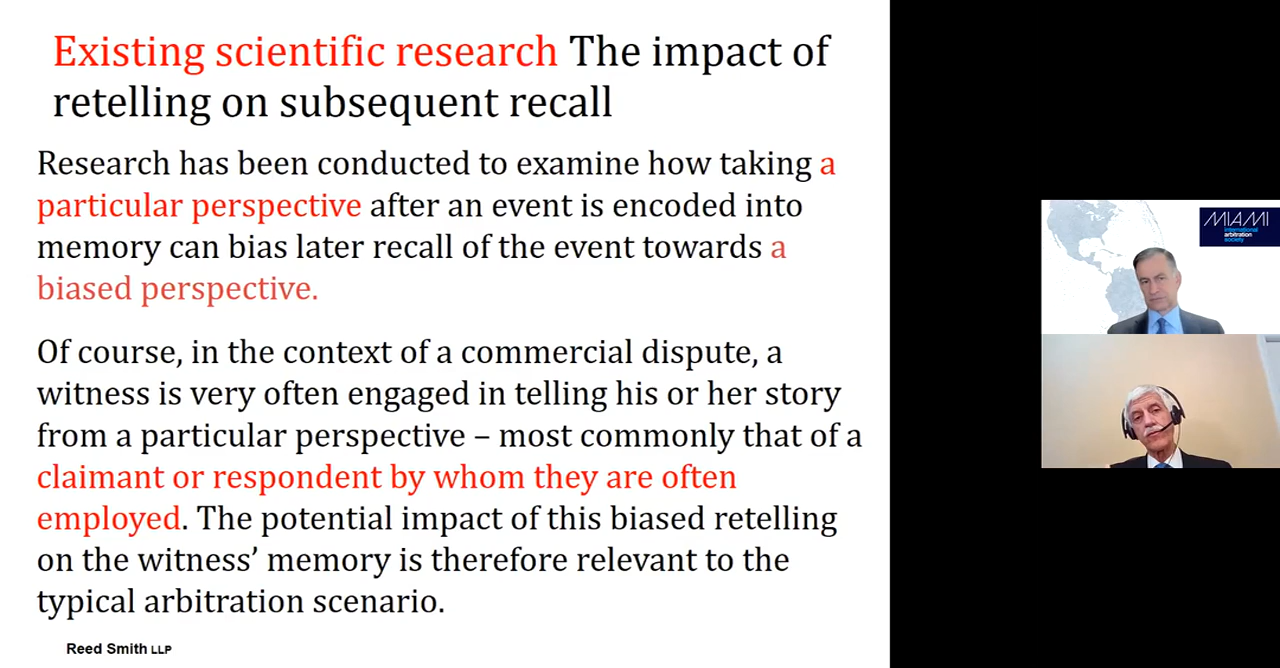 Existing scientific research The impact of
retelling on subsequent recall
Research has been conducted to examine how taking a
particular perspective after an event is encoded into
memory can bias later recall of the event towards a
biased perspective.
Of course, in the context of a commercial dispute, a
witness is very often engaged in telling his or her story
from a particular perspective – most commonly that of a
claimant or respondent by whom they are often
employed. The potential impact of this biased retelling
on the witness’ memory is therefore relevant to the
typical arbitration scenario.
Reed Smith LLP
MIAMI
international
arbitration
society